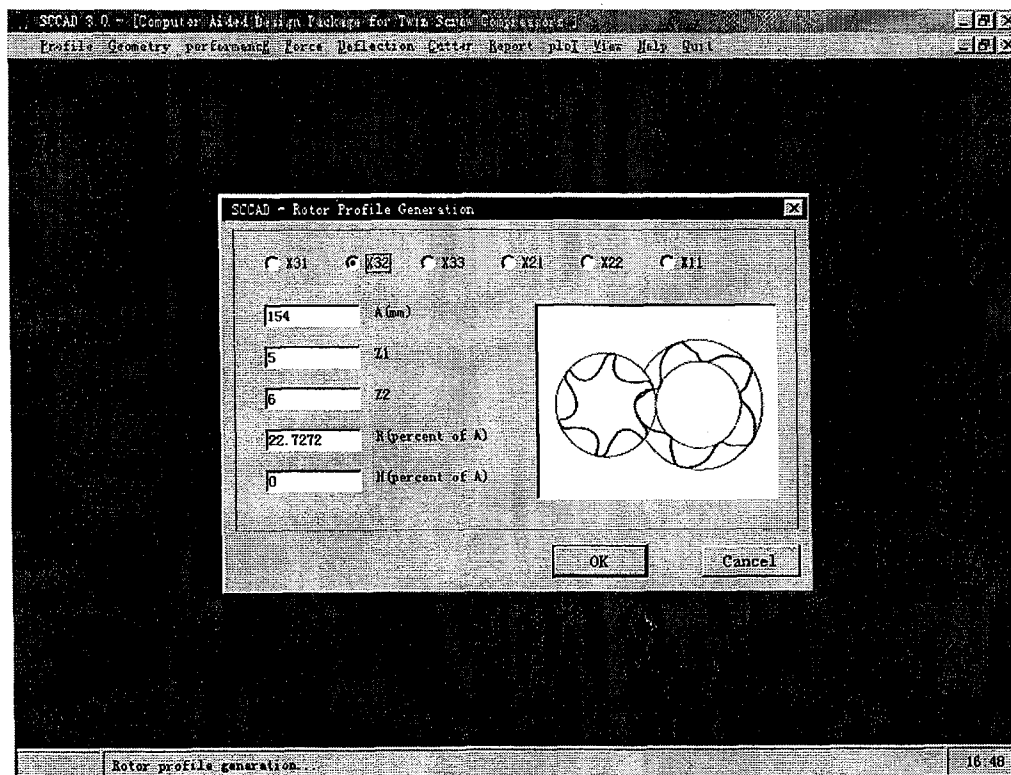 SCCAD 3.0 - [Computer Aided Design Package for Twin Screw Compressors]
Profile Geometry performancE Force Deflection Cutter Report ploT View Help Quit
SCCAD - Rotor Profile Generation
X31 X32 X33 X21 X22 X11
154 A(mm)
5 Z1
6 Z2
22.7272 R(percent of A)
0 H(percent of A)
OK Cancel
Rotor profile generation... 16:48